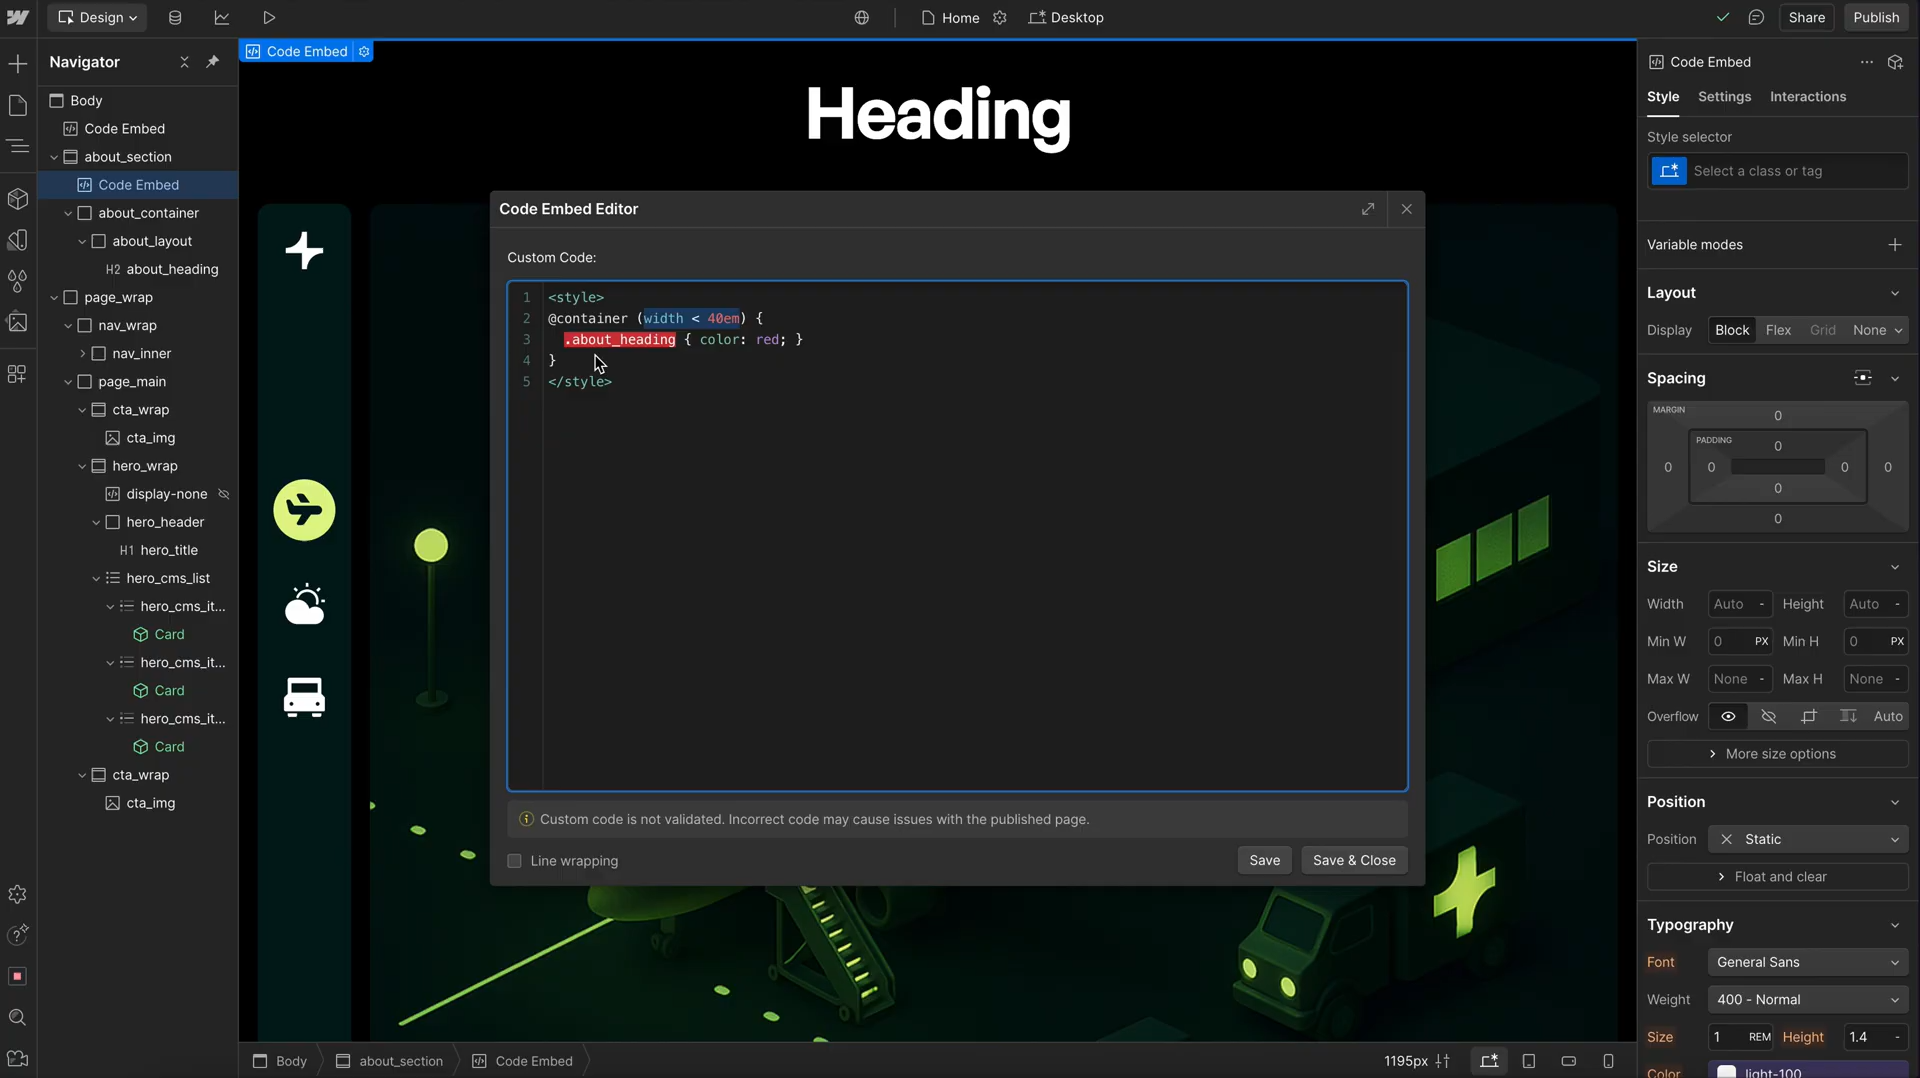 Design
Home
Desktop
Share
Publish
Navigator
Body
Code Embed
about_section
Code Embed
about_container
about_layout
H2 about_heading
page_wrap
nav_wrap
nav_inner
page_main
cta_wrap
cta_img
hero_wrap
display-none
hero_header
H1 hero_title
hero_cms_list
hero_cms_it...
Card
hero_cms_it...
Card
hero_cms_it...
Card
cta_wrap
cta_img
Code Embed
Heading
Code Embed Editor
Custom Code:
1 <style>
2 @container (width < 40em) {
3 .about_heading { color: red; }
4 }
5 </style>
Custom code is not validated. Incorrect code may cause issues with the published page.
Line wrapping
Save
Save & Close
Body
about_section
Code Embed
1195px
Code Embed
Style Settings Interactions
Style selector
Select a class or tag
Variable modes
Layout
Display Block Flex Grid None
Spacing
MARGIN
0
PADDING
0
0 0 0 0
0
0
Size
Width Auto - Height Auto -
Min W 0 PX Min H 0 PX
Max W None - Max H None -
Overflow Auto
More size options
Position
Position Static
Float and clear
Typography
Font General Sans
Weight 400 - Normal
Size 1 REM Height 1.4 -
Color light-100